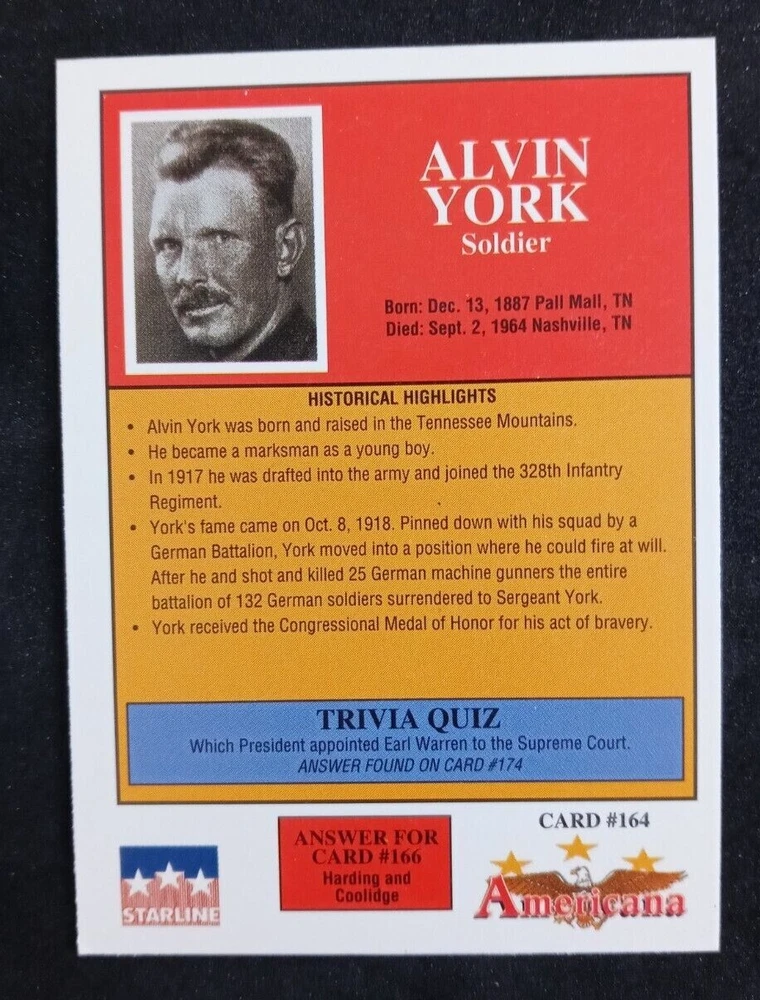 ALVIN
YORK
Soldier
Born: Dec. 13, 1887 Pall Mall, TN
Died: Sept. 2, 1964 Nashville, TN
HISTORICAL HIGHLIGHTS
• Alvin York was born and raised in the Tennessee Mountains.
• He became a marksman as a young boy.
• In 1917 he was drafted into the army and joined the 328th Infantry
Regiment.
• York's fame came on Oct. 8, 1918. Pinned down with his squad by a
German Battalion, York moved into a position where he could fire at will.
After he and shot and killed 25 German machine gunners the entire
battalion of 132 German soldiers surrendered to Sergeant York.
• York received the Congressional Medal of Honor for his act of bravery.
TRIVIA QUIZ
Which President appointed Earl Warren to the Supreme Court.
ANSWER FOUND ON CARD #174
STARLINE
ANSWER FOR
CARD #166
Harding and
Coolidge
CARD #164
Americana